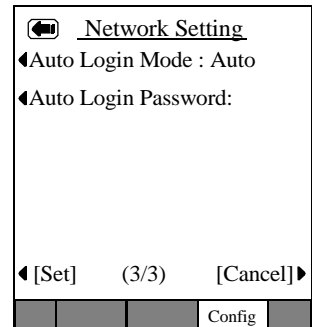 Network Setting
Auto Login Mode : Auto
Auto Login Password:
[Set] (3/3) [Cancel]
Config